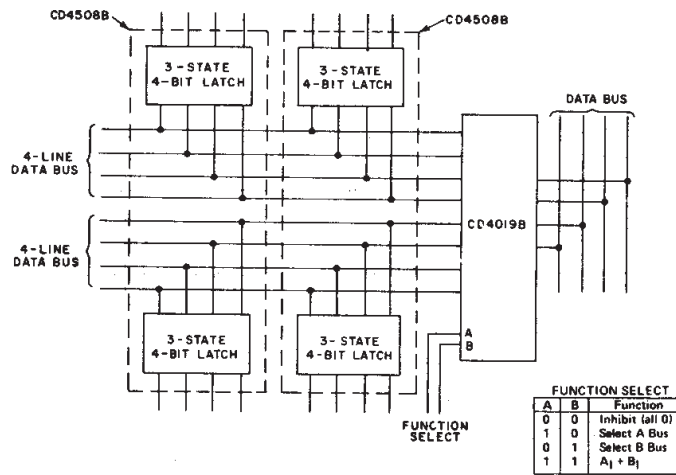 CD4508B
CD4508B
3-STATE
4-BIT LATCH
3-STATE
4-BIT LATCH
DATA BUS
4-LINE
DATA BUS
CD4019B
4-LINE
DATA BUS
3-STATE
4-BIT LATCH
3-STATE
4-BIT LATCH
A
B
FUNCTION
SELECT
FUNCTION SELECT
A B Function
0 0 Inhibit (all 0)
1 0 Select A Bus
0 1 Select B Bus
1 1 A₁ + B₁